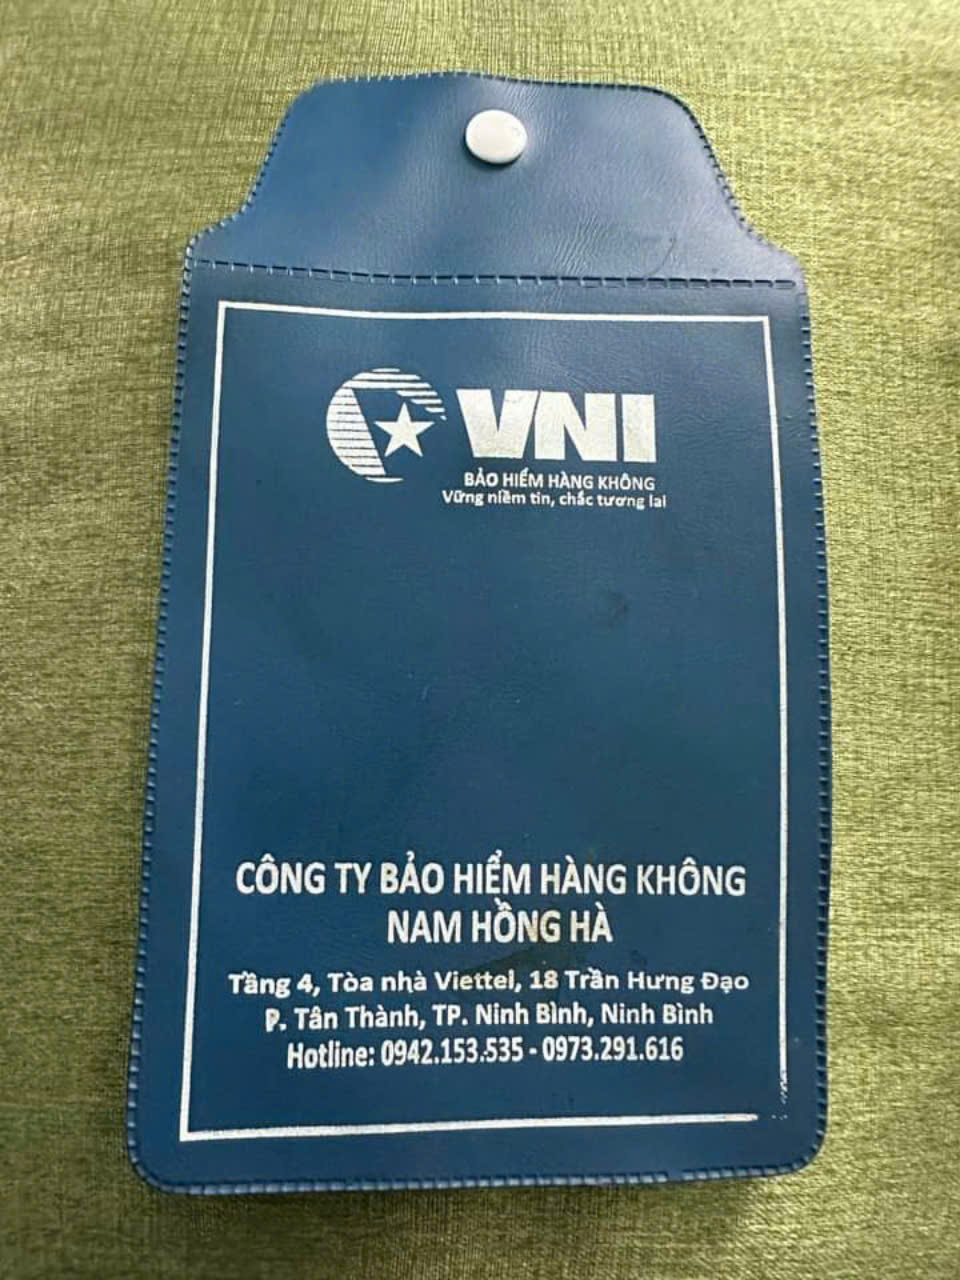 VNI
BẢO HIỂM HÀNG KHÔNG
Vững niềm tin, chắc tương lai
CÔNG TY BẢO HIỂM HÀNG KHÔNG
NAM HỒNG HÀ
Tầng 4, Tòa nhà Viettel, 18 Trần Hưng Đạo
P. Tân Thành, TP. Ninh Bình, Ninh Bình
Hotline: 0942.153.535 - 0973.291.616